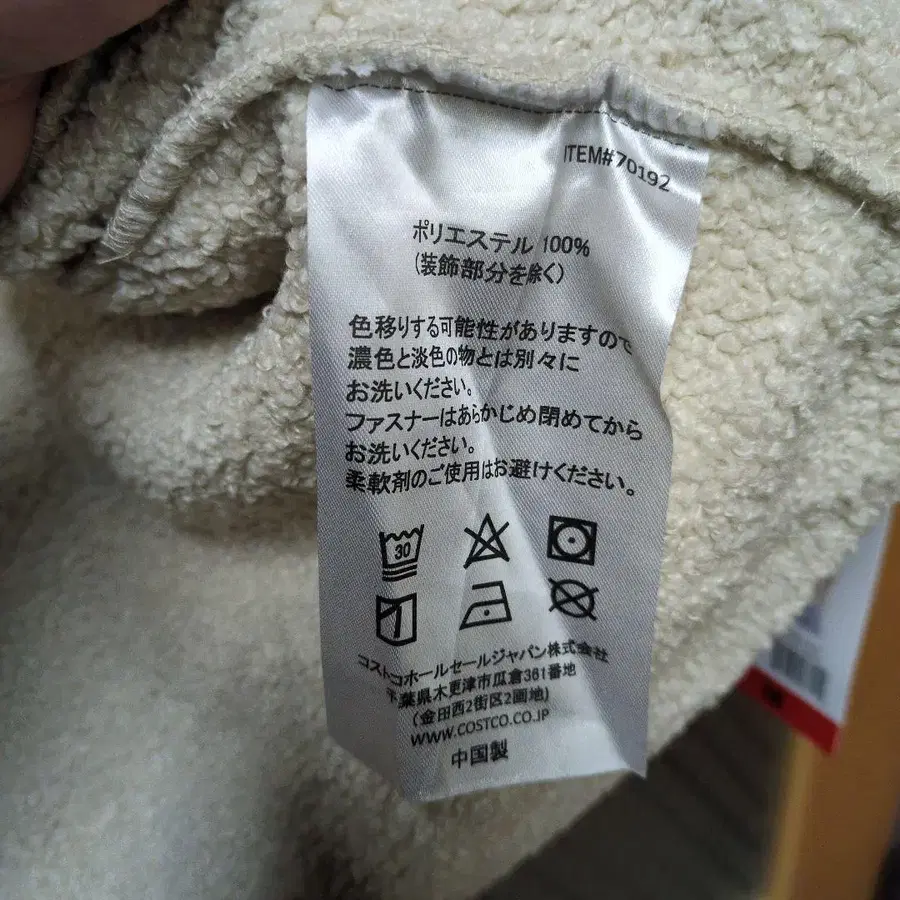 ITEM#70192
ポリエステル 100%
(装飾部分を除く)
色移りする可能性がありますので
濃色と淡色の物とは別々に
お洗いください。
ファスナーはあらかじめ閉めてから
お洗いください。
柔軟剤のご使用はお避けください。
30
コストコホールセールジャパン株式会社
千葉県木更津市瓜倉361番地
(金田西2街区2画地)
WWW.COSTCO.CO.JP
中国製